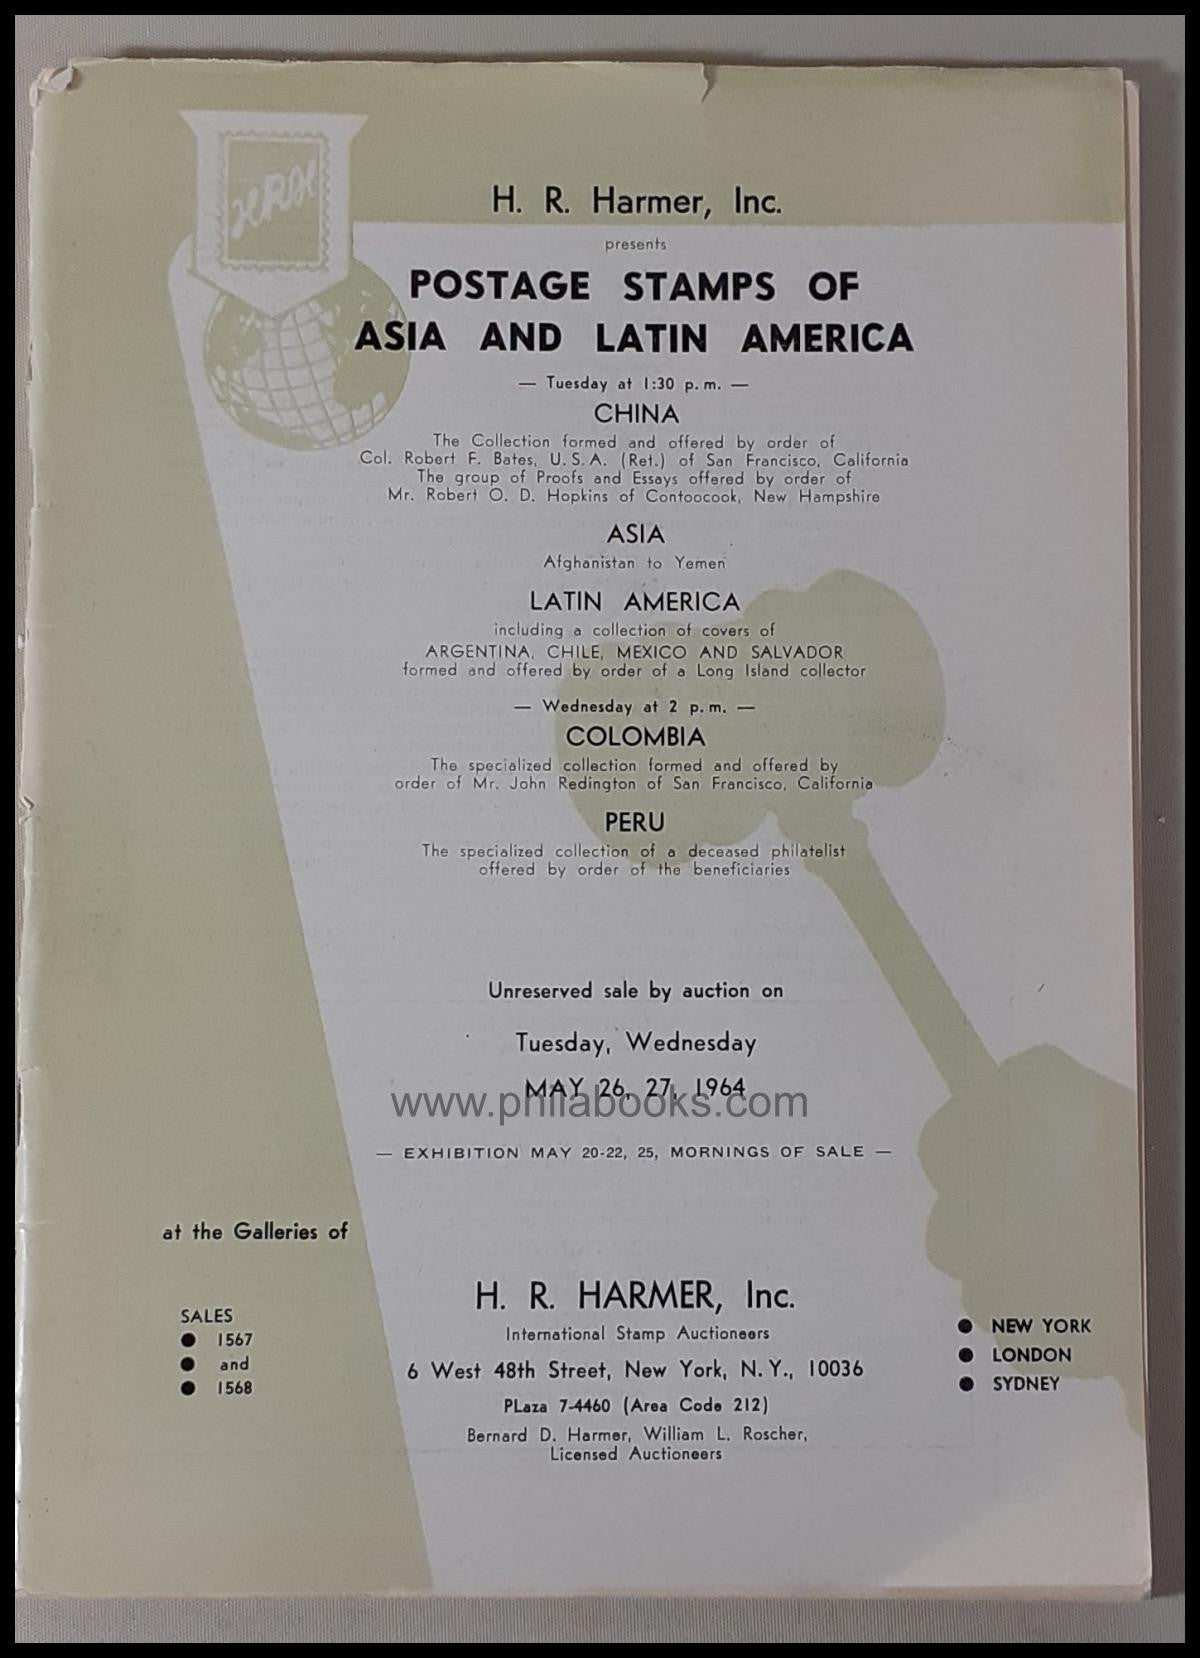 HRH
H. R. Harmer, Inc.
presents
POSTAGE STAMPS OF
ASIA AND LATIN AMERICA
— Tuesday at 1:30 p.m. —
CHINA
The Collection formed and offered by order of
Col. Robert F. Bates, U.S.A. (Ret.) of San Francisco, California
The group of Proofs and Essays offered by order of
Mr. Robert O. D. Hopkins of Contoocook, New Hampshire
ASIA
Afghanistan to Yemen
LATIN AMERICA
including a collection of covers of
ARGENTINA, CHILE, MEXICO AND SALVADOR
formed and offered by order of a Long Island collector
— Wednesday at 2 p.m. —
COLOMBIA
The specialized collection formed and offered by
order of Mr. John Redington of San Francisco, California
PERU
The specialized collection of a deceased philatelist
offered by order of the beneficiaries
Unreserved sale by auction on
Tuesday, Wednesday
MAY 26, 27, 1964
www.philabooks.com
— EXHIBITION MAY 20-22, 25, MORNINGS OF SALE —
at the Galleries of
H. R. HARMER, Inc.
International Stamp Auctioneers
6 West 48th Street, New York, N.Y., 10036
PLaza 7-4460 (Area Code 212)
Bernard D. Harmer, William L. Roscher,
Licensed Auctioneers
SALES
● 1567
● and
● 1568
● NEW YORK
● LONDON
● SYDNEY